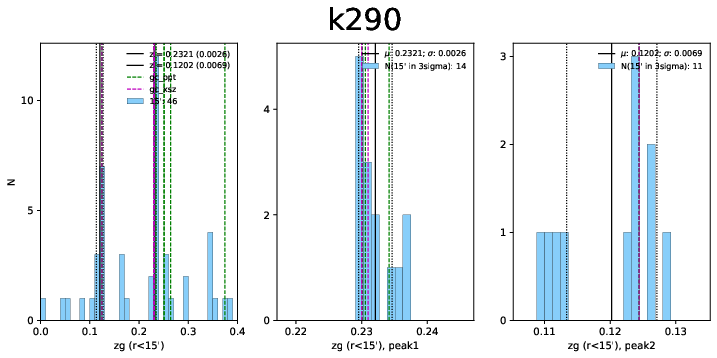 k290
z = 0.2321 (0.0026)
z = 0.1202 (0.0069)
gc_bpt
gc_xsz
15': 46
N
10
5
0
0.0 0.1 0.2 0.3 0.4
zg (r<15')
μ: 0.2321; σ: 0.0026
N(15' in 3sigma): 14
4
2
0
0.22 0.23 0.24
zg (r<15'), peak1
μ: 0.1202; σ: 0.0069
N(15' in 3sigma): 11
3
2
1
0
0.11 0.12 0.13
zg (r<15'), peak2